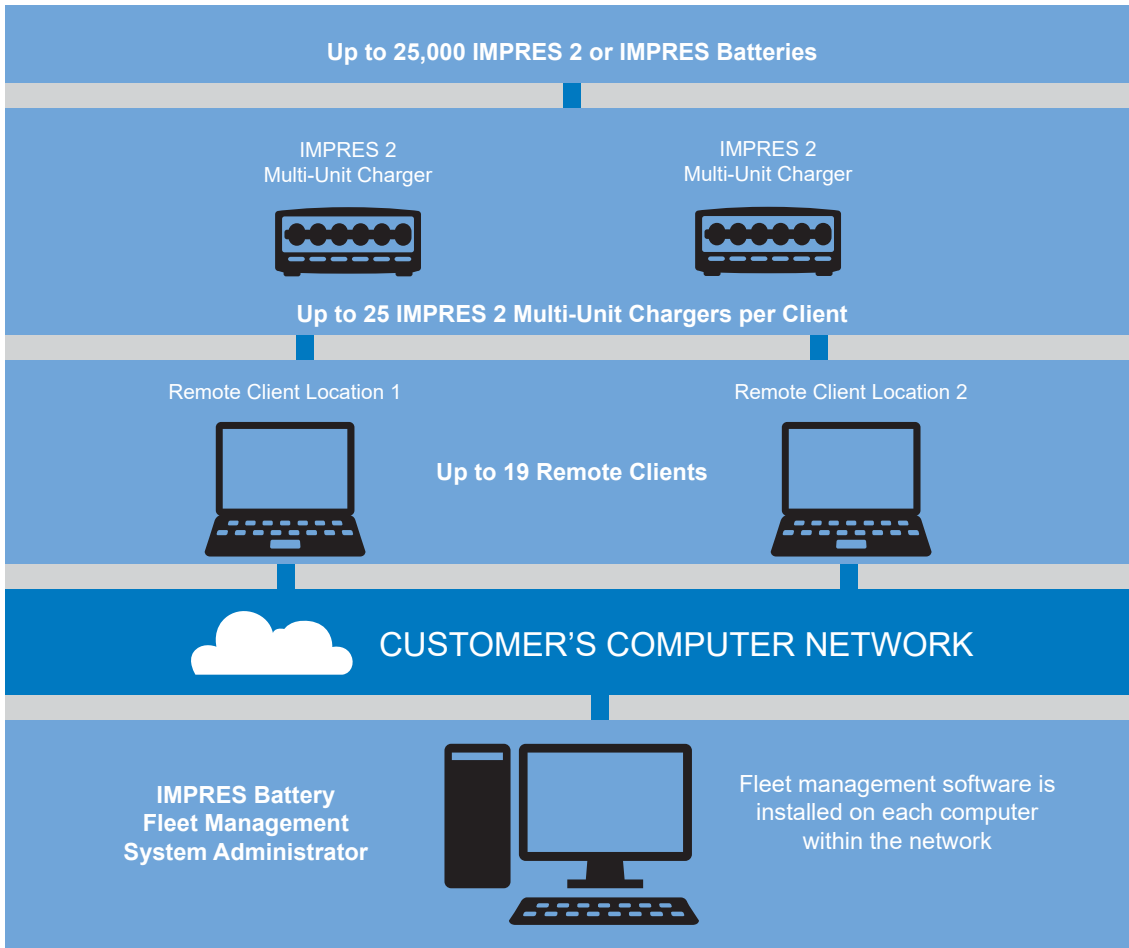 Up to 25,000 IMPRES 2 or IMPRES Batteries
IMPRES 2
Multi-Unit Charger
IMPRES 2
Multi-Unit Charger
Up to 25 IMPRES 2 Multi-Unit Chargers per Client
Remote Client Location 1
Remote Client Location 2
Up to 19 Remote Clients
CUSTOMER'S COMPUTER NETWORK
IMPRES Battery
Fleet Management
System Administrator
Fleet management software is
installed on each computer
within the network